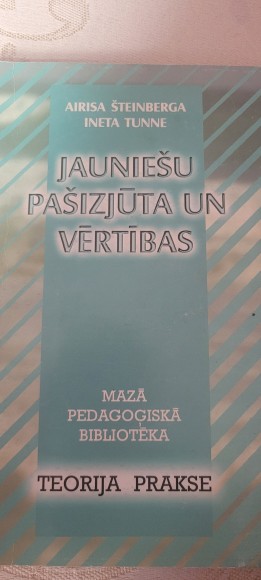 AIRISA ŠTEINBERGA
INETA TUNNE
JAUNIEŠU
PAŠIZJŪTA UN
VĒRTĪBAS
MAZĀ
PEDAGOĢISKĀ
BIBLIOTĒKA
TEORIJA PRAKSE